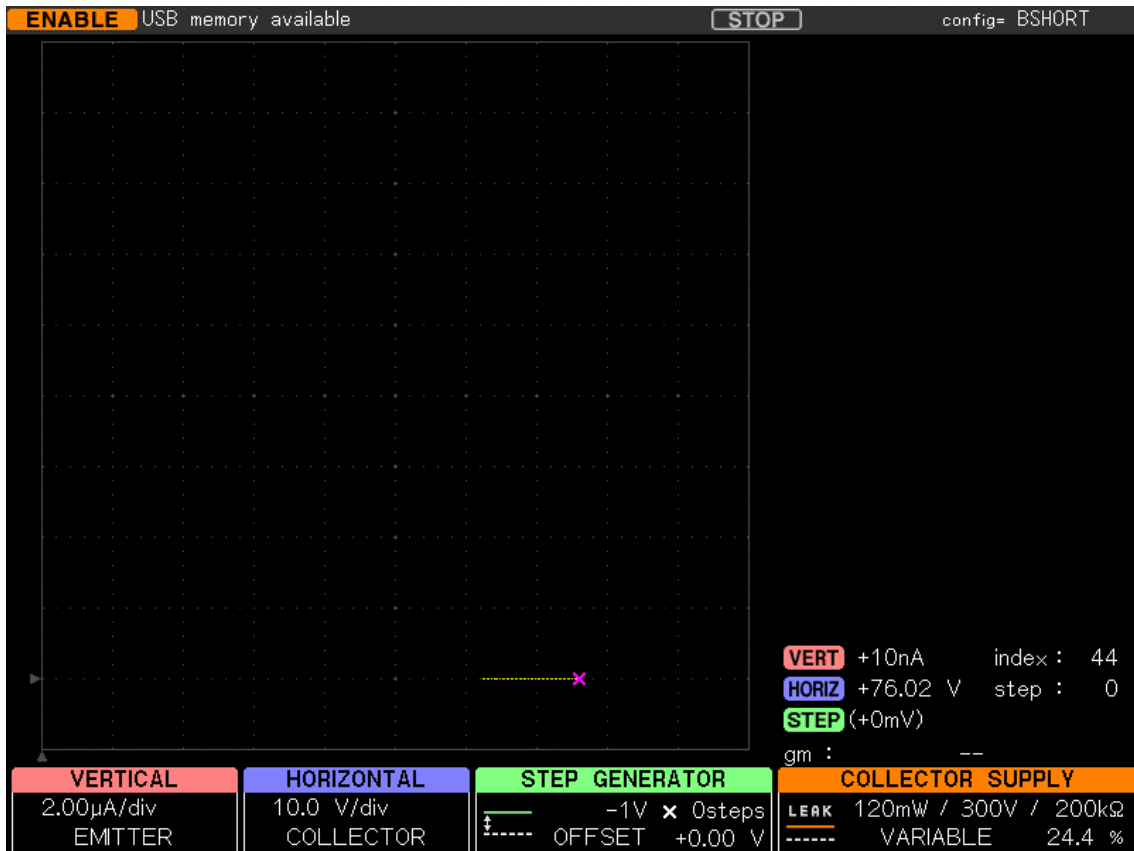 ENABLE USB memory available STOP config= BSHORT
VERT +10nA index : 44
HORIZ +76.02 V step : 0
STEP (+0mV)
gm : --
VERTICAL HORIZONTAL STEP GENERATOR COLLECTOR SUPPLY
2.00μA/div 10.0 V/div -1V × 0steps LEAK 120mW / 300V / 200kΩ
EMITTER COLLECTOR OFFSET +0.00 V VARIABLE 24.4 %